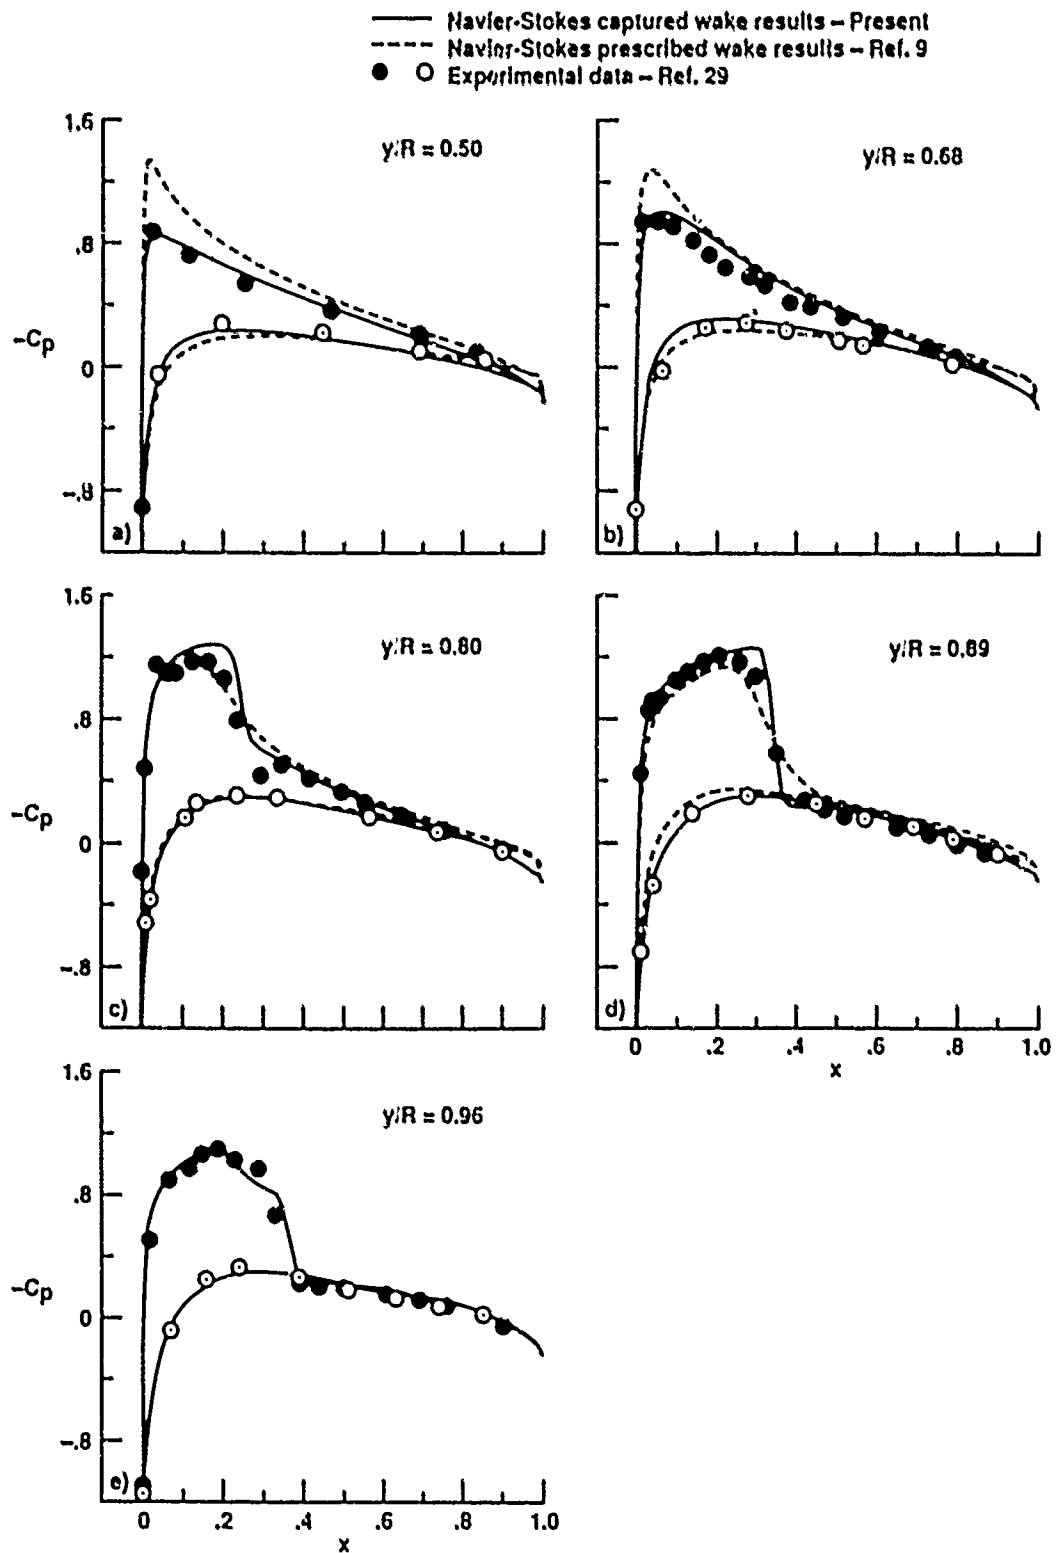 Navier-Stokes captured wake results – Present
Navier-Stokes prescribed wake results – Ref. 9
Experimental data – Ref. 29
1.6
.8
0
-.8
-Cp
y/R = 0.50
a)
y/R = 0.68
b)
1.6
.8
0
-.8
-Cp
y/R = 0.80
c)
y/R = 0.89
d)
0 .2 .4 .6 .8 1.0
x
1.6
.8
0
-.8
-Cp
y/R = 0.96
e)
0 .2 .4 .6 .8 1.0
x